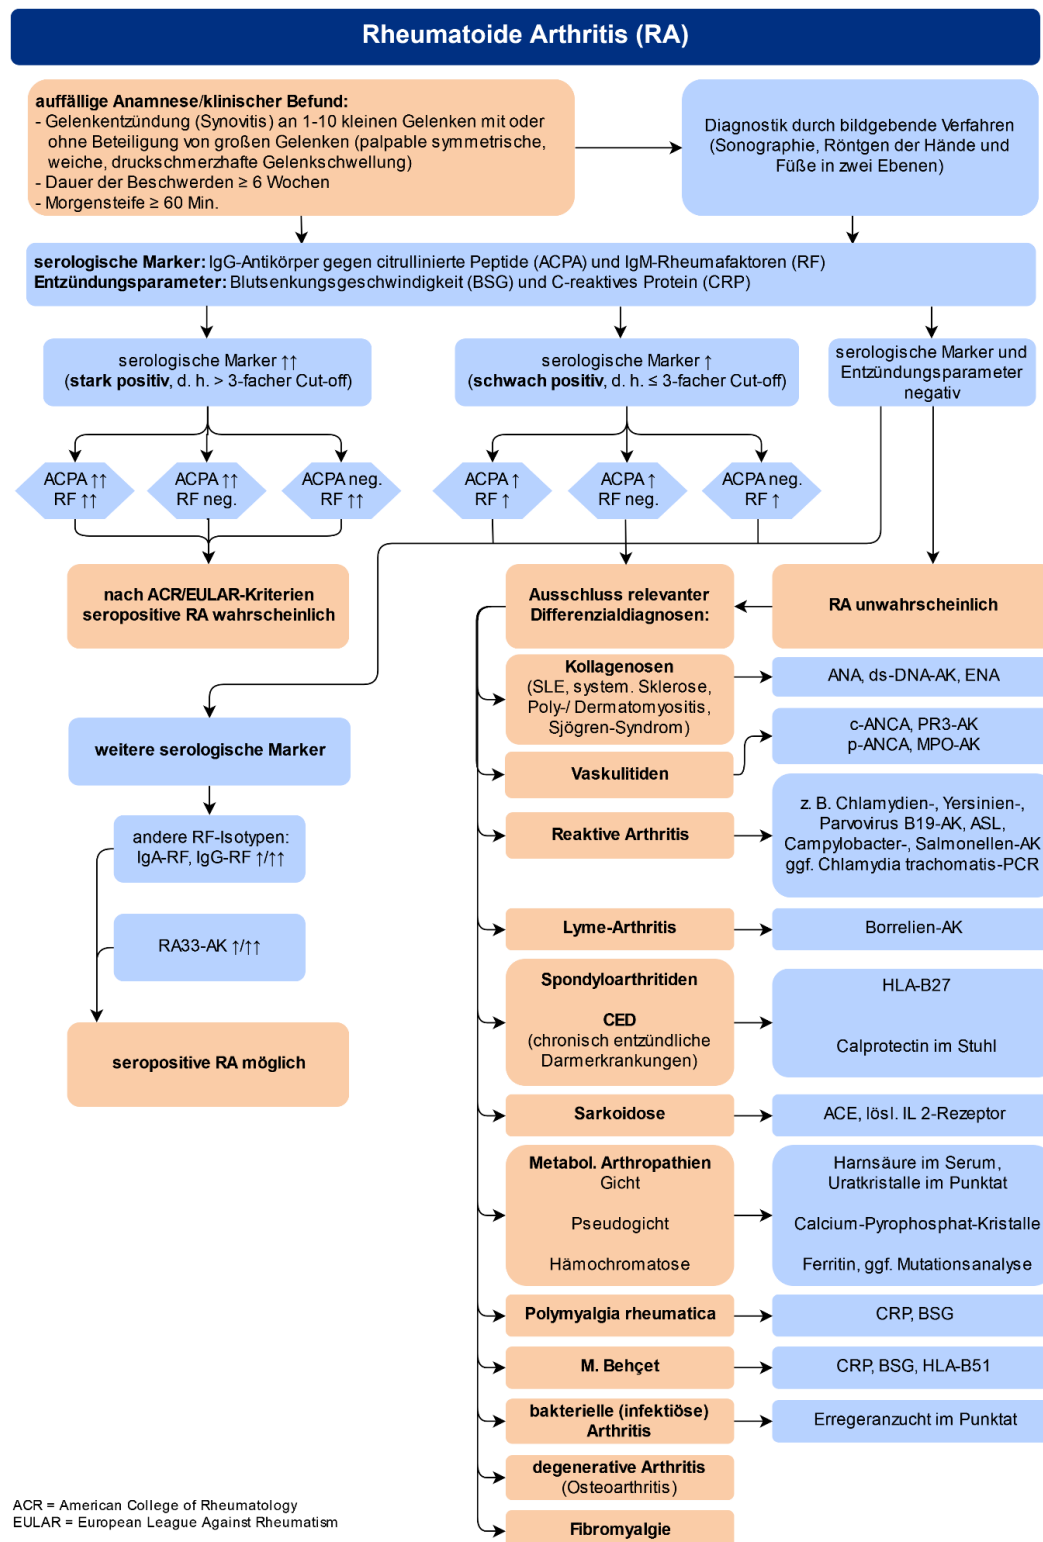 Rheumatoide Arthritis (RA)
auffällige Anamnese/klinischer Befund:
- Gelenkentzündung (Synovitis) an 1-10 kleinen Gelenken mit oder
ohne Beteiligung von großen Gelenken (palpable symmetrische,
weiche, druckschmerzhafte Gelenkschwellung)
- Dauer der Beschwerden ≥ 6 Wochen
- Morgensteife ≥ 60 Min.
Diagnostik durch bildgebende Verfahren
(Sonographie, Röntgen der Hände und
Füße in zwei Ebenen)
serologische Marker: IgG-Antikörper gegen citrullinierte Peptide (ACPA) und IgM-Rheumafaktoren (RF)
Entzündungsparameter: Blutsenkungsgeschwindigkeit (BSG) und C-reaktives Protein (CRP)
serologische Marker ↑↑
(stark positiv, d. h. > 3-facher Cut-off)
serologische Marker ↑
(schwach positiv, d. h. ≤ 3-facher Cut-off)
serologische Marker und
Entzündungsparameter
negativ
ACPA ↑↑
RF ↑↑
ACPA ↑↑
RF neg.
ACPA neg.
RF ↑↑
ACPA ↑
RF ↑
ACPA ↑
RF neg.
ACPA neg.
RF ↑
nach ACR/EULAR-Kriterien
seropositive RA wahrscheinlich
Ausschluss relevanter
Differenzialdiagnosen:
RA unwahrscheinlich
weitere serologische Marker
andere RF-Isotypen:
IgA-RF, IgG-RF ↑/↑↑
RA33-AK ↑/↑↑
seropositive RA möglich
Kollagenosen
(SLE, system. Sklerose,
Poly-/ Dermatomyositis,
Sjögren-Syndrom)
ANA, ds-DNA-AK, ENA
Vaskulitiden
c-ANCA, PR3-AK
p-ANCA, MPO-AK
Reaktive Arthritis
z. B. Chlamydien-, Yersinien-,
Parvovirus B19-AK, ASL,
Campylobacter-, Salmonellen-AK
ggf. Chlamydia trachomatis-PCR
Lyme-Arthritis
Borrelien-AK
Spondyloarthritiden
CED
(chronisch entzündliche
Darmerkrankungen)
HLA-B27
Calprotectin im Stuhl
Sarkoidose
ACE, lösl. IL 2-Rezeptor
Metabol. Arthropathien
Gicht
Pseudogicht
Hämochromatose
Harnsäure im Serum,
Uratkristalle im Punktat
Calcium-Pyrophosphat-Kristalle
Ferritin, ggf. Mutationsanalyse
Polymyalgia rheumatica
CRP, BSG
M. Behçet
CRP, BSG, HLA-B51
bakterielle (infektiöse)
Arthritis
Erregeranzucht im Punktat
degenerative Arthritis
(Osteoarthritis)
Fibromyalgie
ACR = American College of Rheumatology
EULAR = European League Against Rheumatism